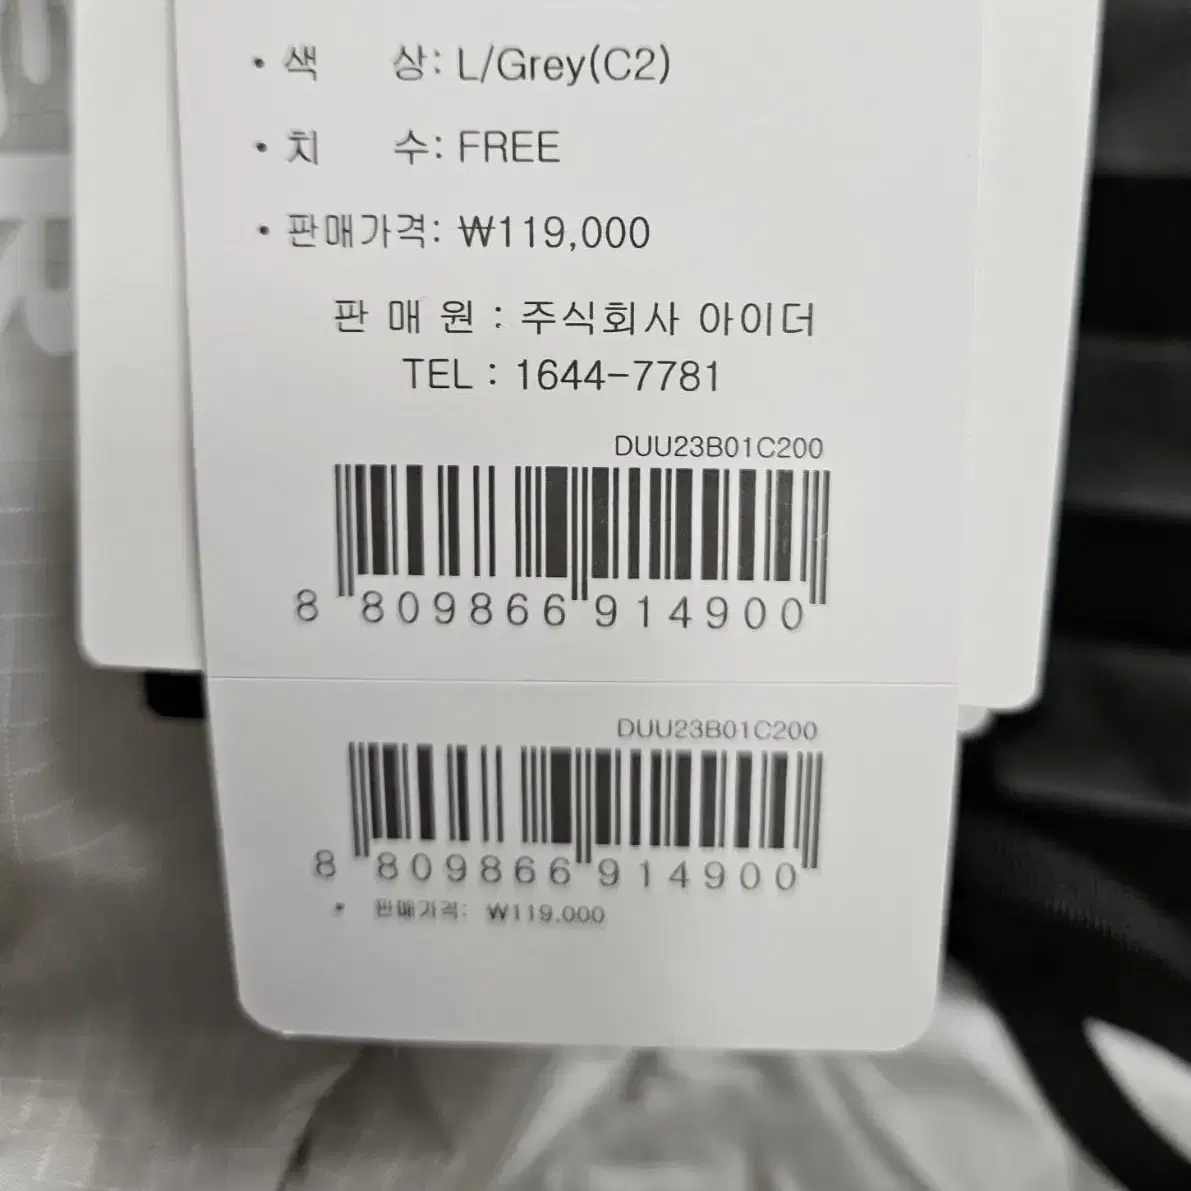 • 색 상: L/Grey(C2)
• 치 수: FREE
• 판매가격: ₩119,000
판 매 원 : 주식회사 아이더
TEL : 1644-7781
DUU23B01C200
8 809866 914900
DUU23B01C200
8 809866 914900
• 판매가격: ₩119,000